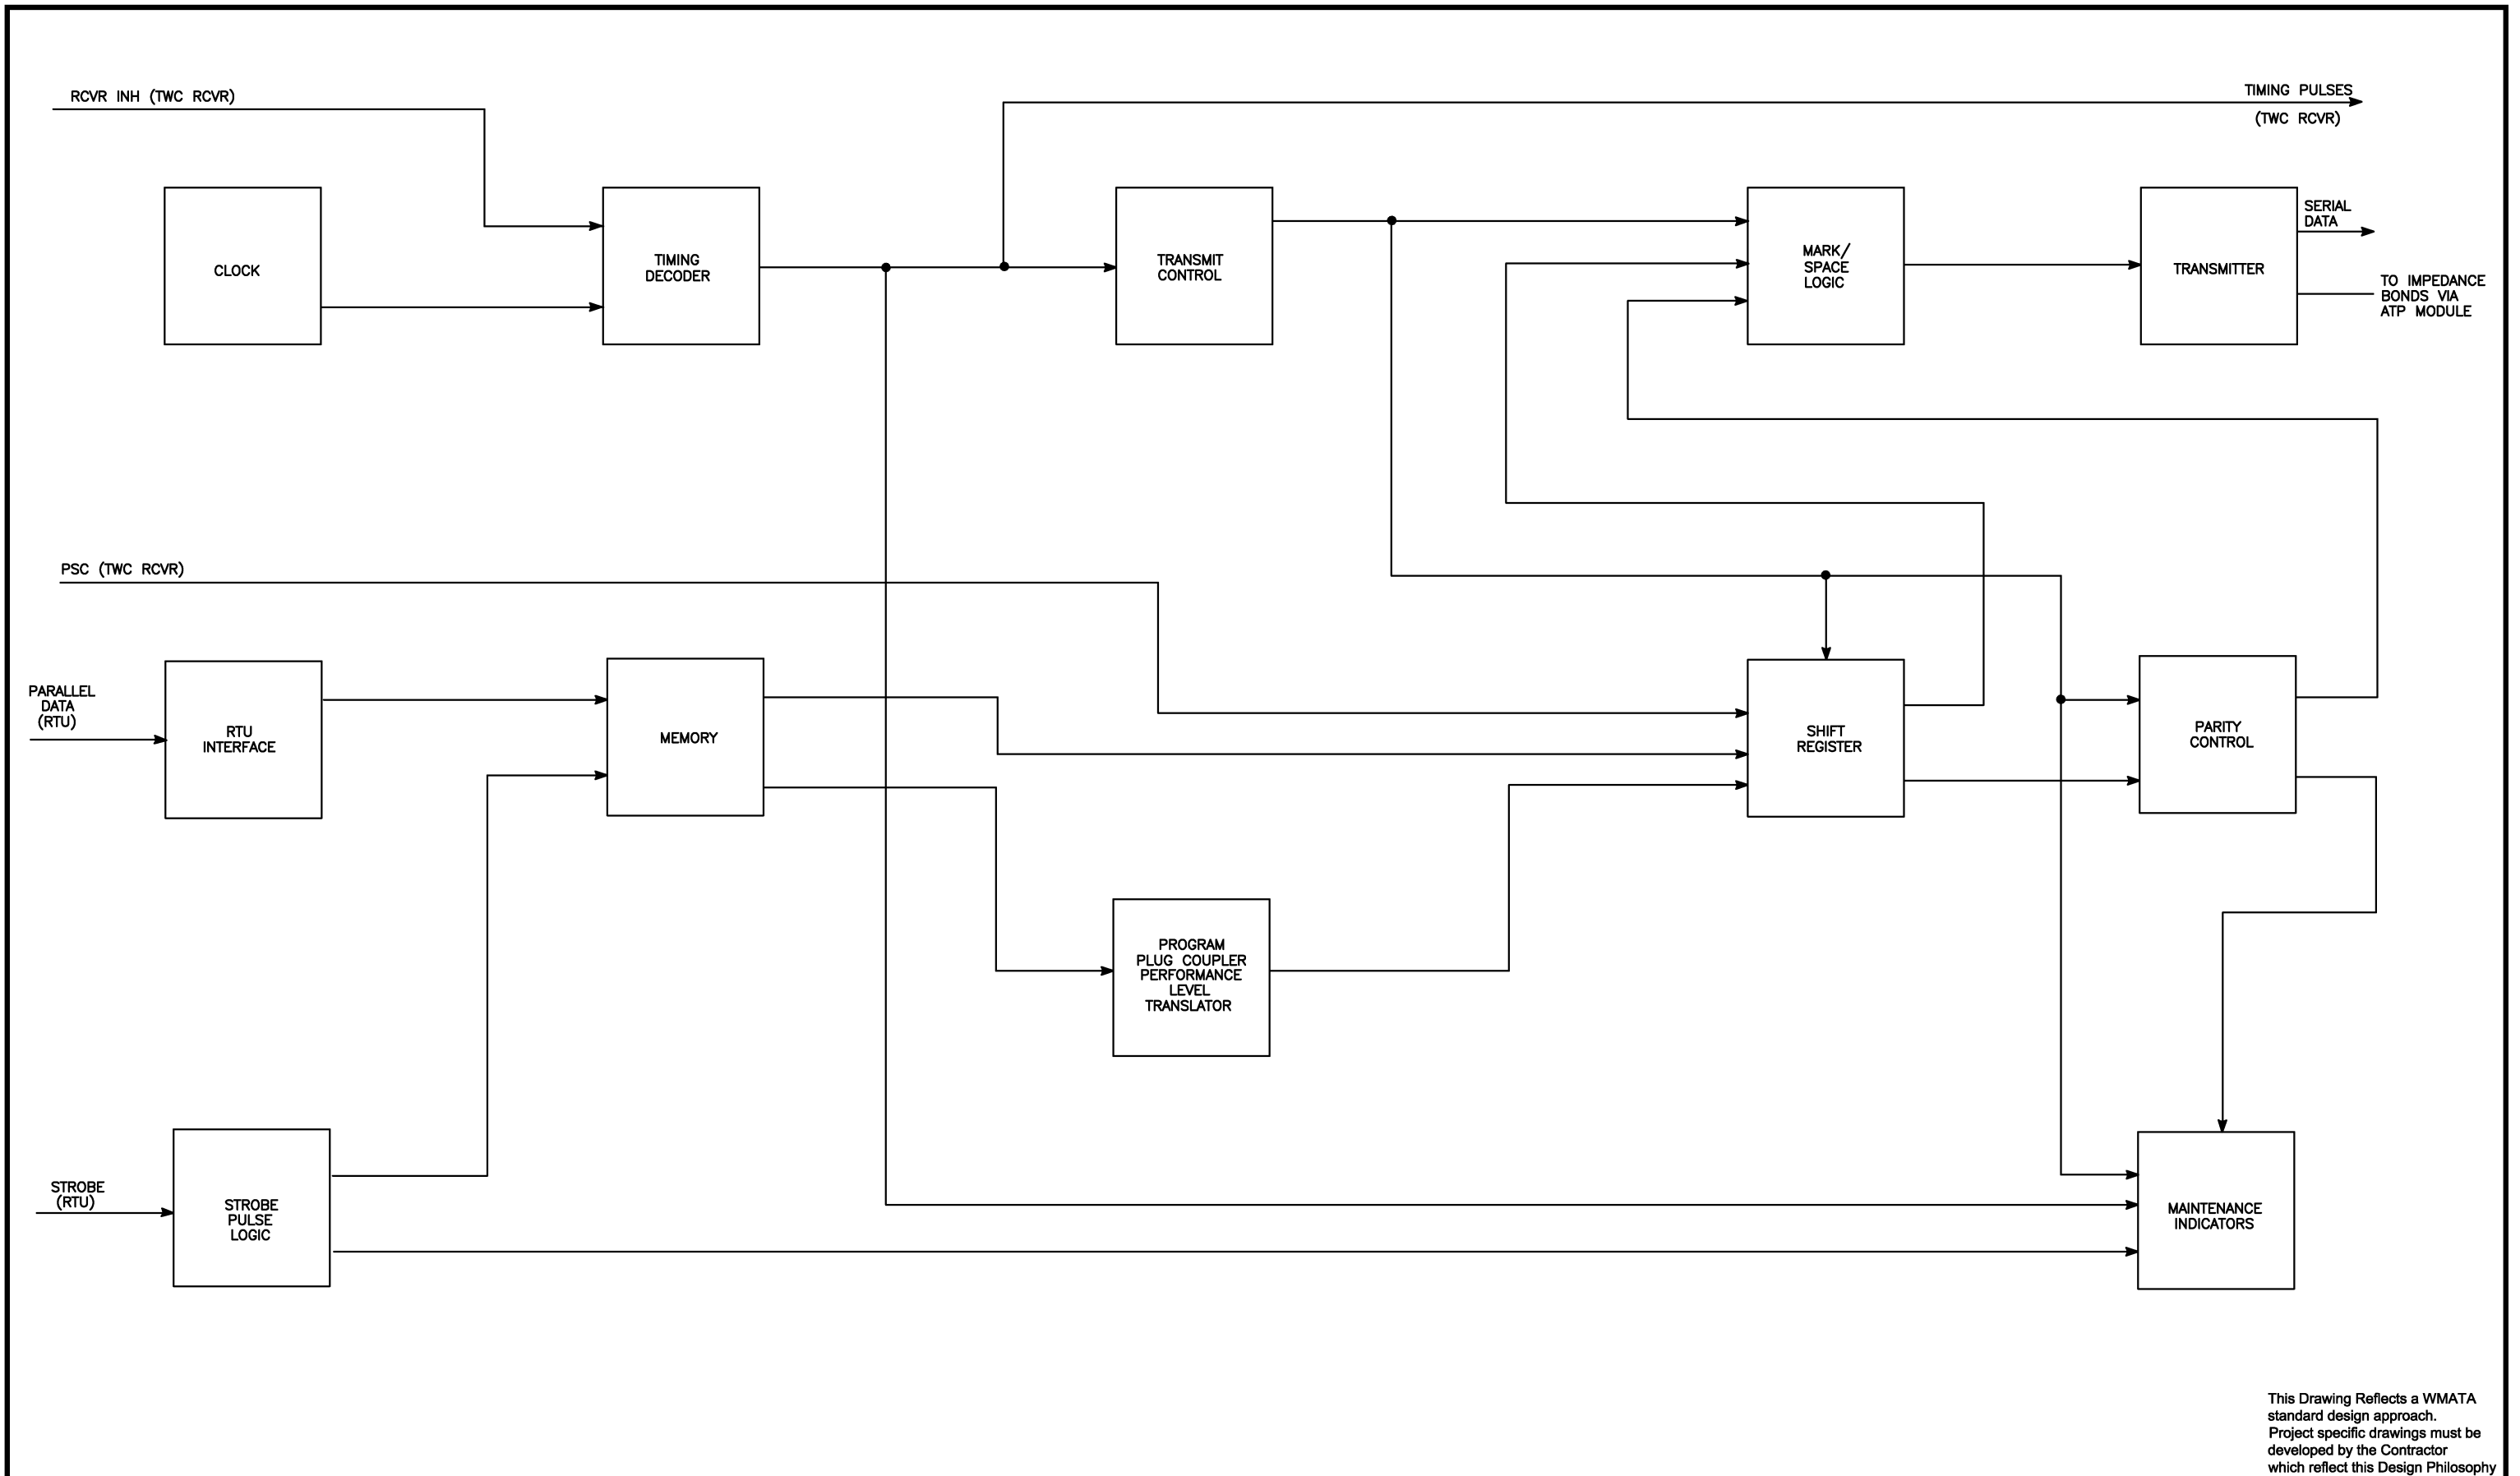 RCVR INH (TWC RCVR)
TIMING PULSES
(TWC RCVR)
CLOCK
TIMING
DECODER
TRANSMIT
CONTROL
MARK/
SPACE
LOGIC
TRANSMITTER
SERIAL
DATA
TO IMPEDANCE
BONDS VIA
ATP MODULE
PSC (TWC RCVR)
PARALLEL
DATA
(RTU)
RTU
INTERFACE
MEMORY
SHIFT
REGISTER
PARITY
CONTROL
PROGRAM
PLUG COUPLER
PERFORMANCE
LEVEL
TRANSLATOR
STROBE
(RTU)
STROBE
PULSE
LOGIC
MAINTENANCE
INDICATORS
This Drawing Reflects a WMATA
standard design approach.
Project specific drawings must be
developed by the Contractor
which reflect this Design Philosophy